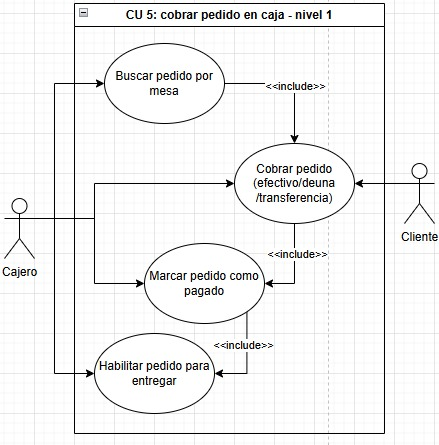 CU 5: cobrar pedido en caja - nivel 1
Buscar pedido por
mesa
<<include>>
Cobrar pedido
(efectivo/deuna
/transferencia)
Cliente
Cajero
<<include>>
Marcar pedido como
pagado
<<include>>
Habilitar pedido para
entregar